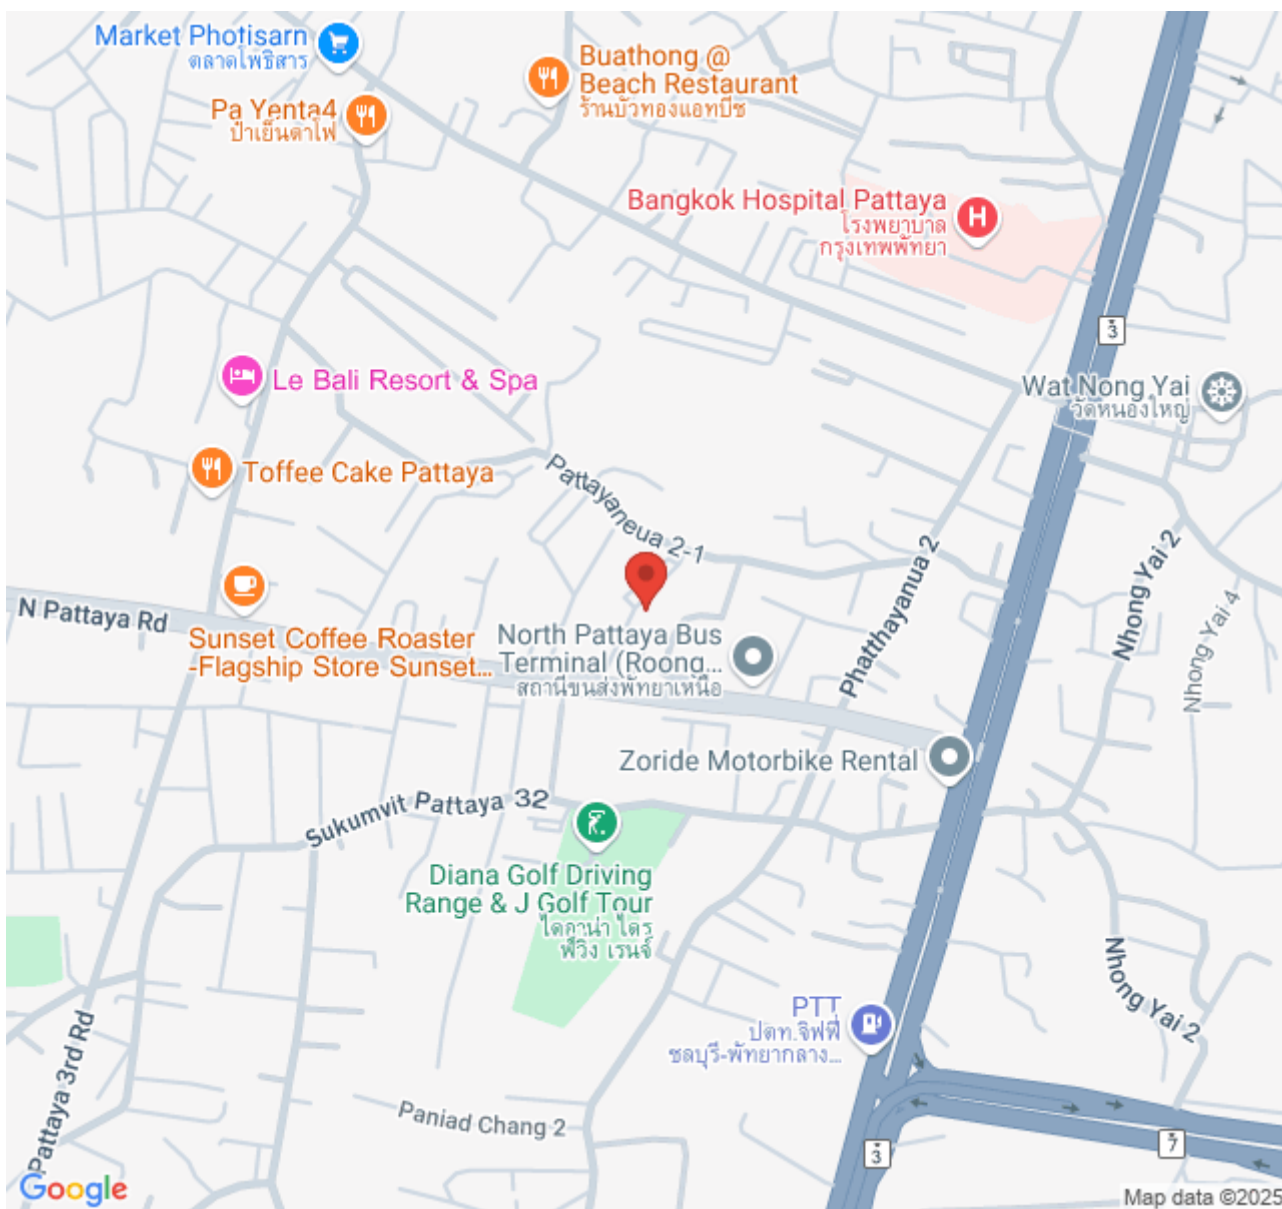 Market Photisarn
ตลาดโพธิสาร
Buathong @
Beach Restaurant
ร้านบัวทองแอทบีช
Pa Yenta4
ป้าเย็นตาโฟ
Bangkok Hospital Pattaya
โรงพยาบาล
กรุงเทพพัทยา
H
3
Le Bali Resort & Spa
Wat Nong Yai
วัดหนองใหญ่
Toffee Cake Pattaya
Pattayaneua 2-1
Phatthayanua 2
Nhong Yai 2
Nhong Yai 4
N Pattaya Rd
Sunset Coffee Roaster
-Flagship Store Sunset...
North Pattaya Bus
Terminal (Roong...
สถานีขนส่งพัทยาเหนือ
Zoride Motorbike Rental
Sukumvit Pattaya 32
Diana Golf Driving
Range & J Golf Tour
ไดอาน่า ไดร
ฟ์วิง เรนจ์
Nhong Yai 2
PTT
ปตท.จิฟฟี่
ชลบุรี-พัทยากลาง...
Pattaya 3rd Rd
Paniad Chang 2
3
7
Google
Map data ©2025